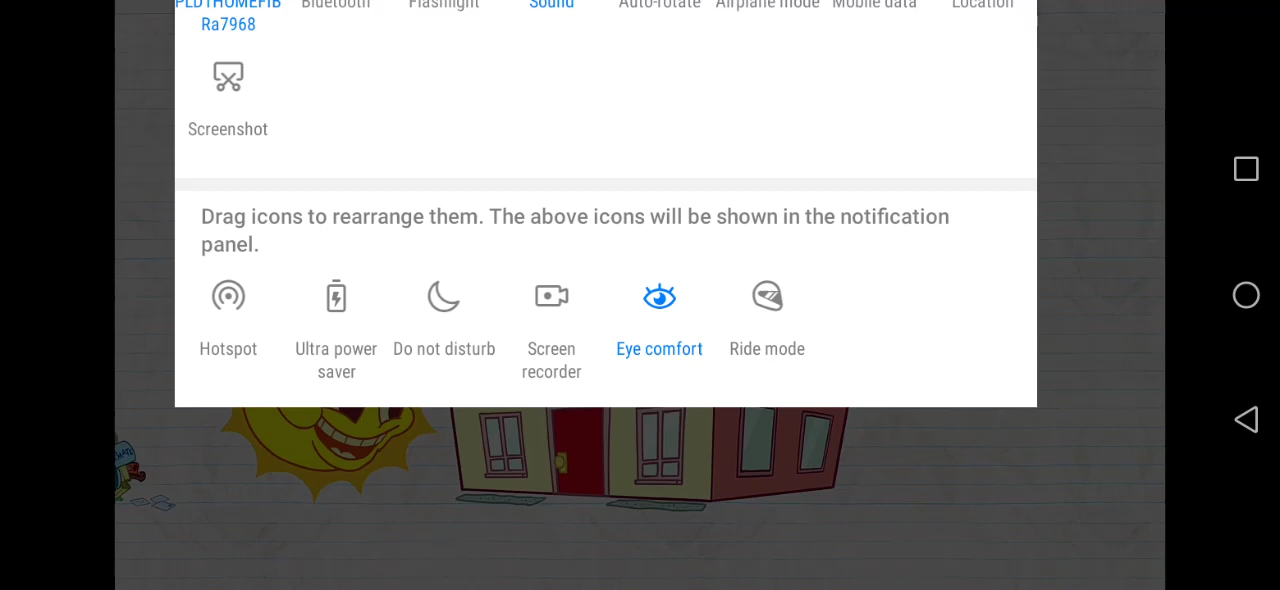 PLDTHOMEFIB Bluetooth Flashlight Sound Auto-rotate Airplane mode Mobile data Location
Ra7968
Screenshot
Drag icons to rearrange them. The above icons will be shown in the notification
panel.
Hotspot Ultra power Do not disturb Screen Eye comfort Ride mode
saver recorder